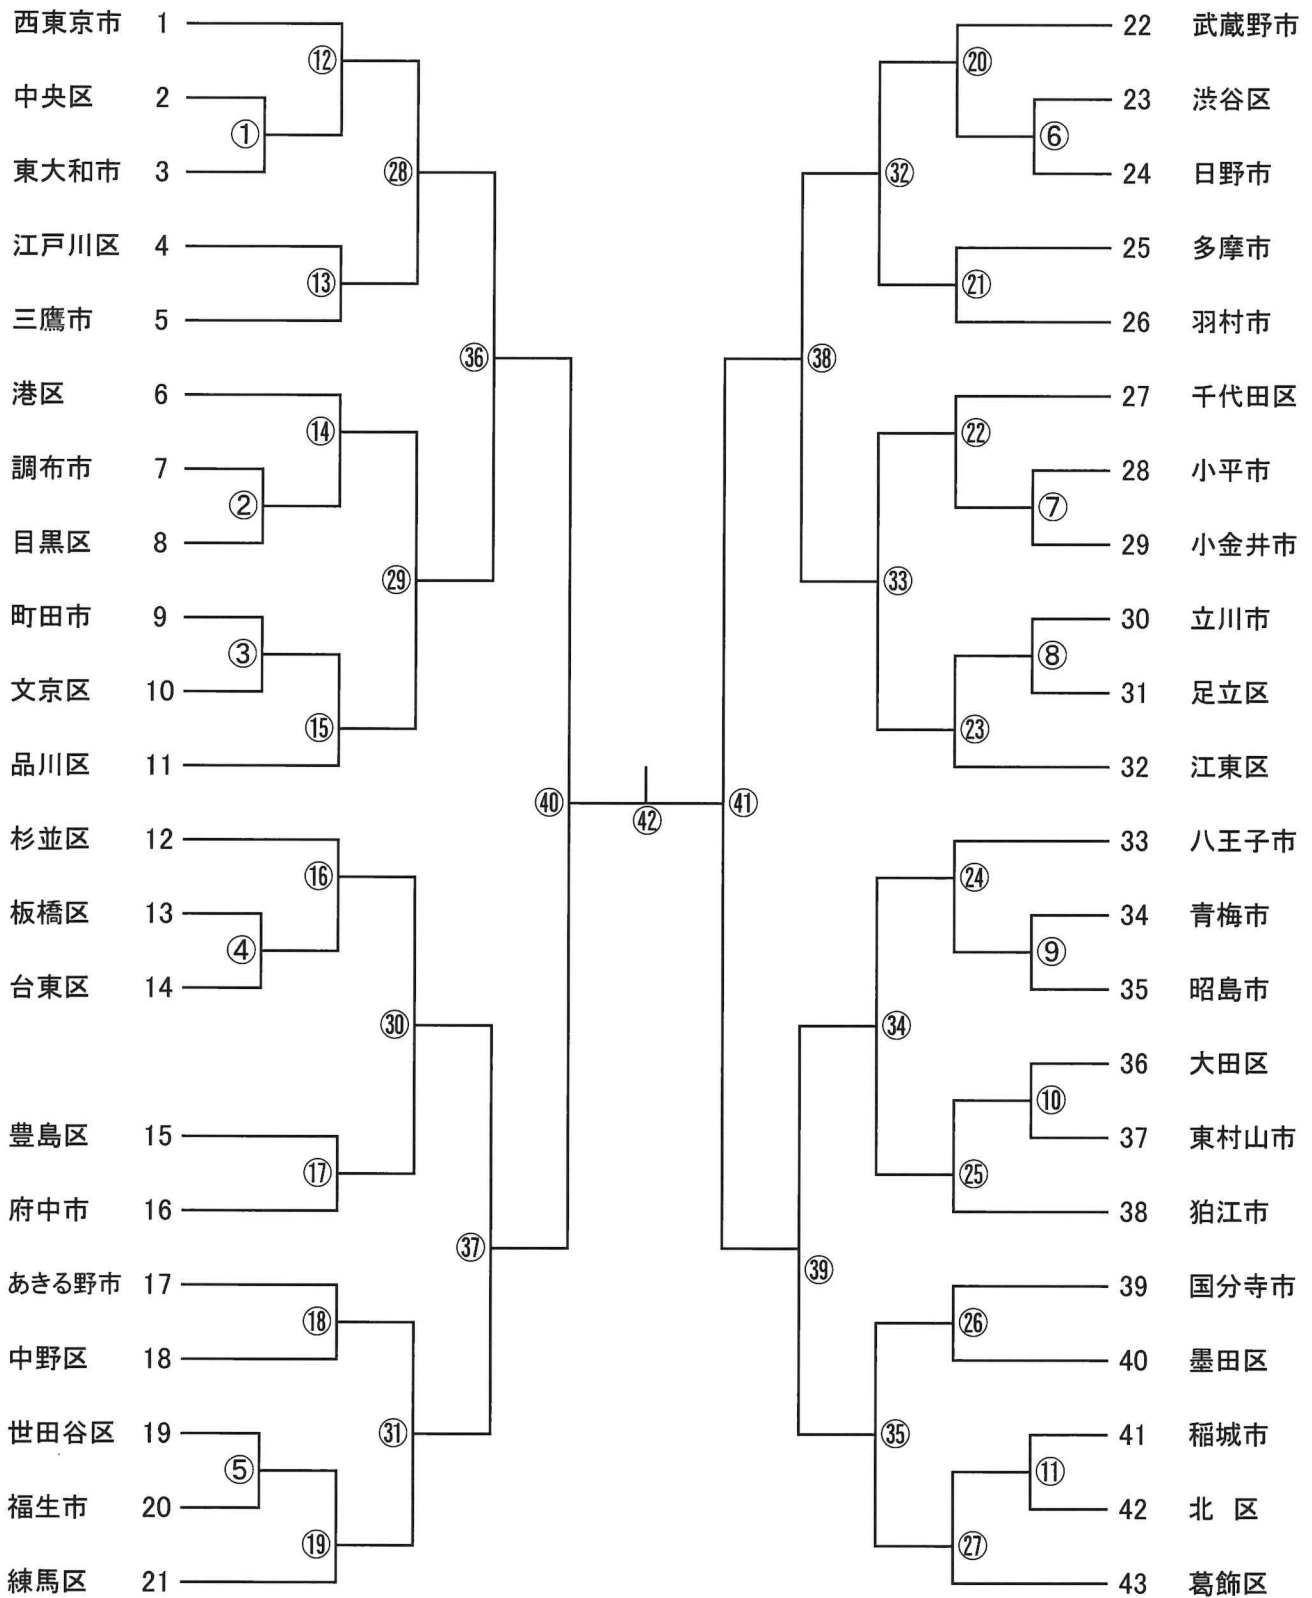 西東京市 1
中央区 2
東大和市 3
江戸川区 4
三鷹市 5
港区 6
調布市 7
目黒区 8
町田市 9
文京区 10
品川区 11
杉並区 12
板橋区 13
台東区 14
豊島区 15
府中市 16
あきる野市 17
中野区 18
世田谷区 19
福生市 20
練馬区 21
①
②
③
④
⑤
⑫
⑬
⑭
⑮
⑯
⑰
⑱
⑲
㉘
㉙
㉚
㉛
㊱
㊲
㊵
㊷
㊶
㊳
㊴
㉜
㉝
㉞
㉟
⑳
㉑
㉒
㉓
㉔
㉕
㉖
㉗
⑥
⑦
⑧
⑨
⑩
⑪
22 武蔵野市
23 渋谷区
24 日野市
25 多摩市
26 羽村市
27 千代田区
28 小平市
29 小金井市
30 立川市
31 足立区
32 江東区
33 八王子市
34 青梅市
35 昭島市
36 大田区
37 東村山市
38 狛江市
39 国分寺市
40 墨田区
41 稲城市
42 北 区
43 葛飾区